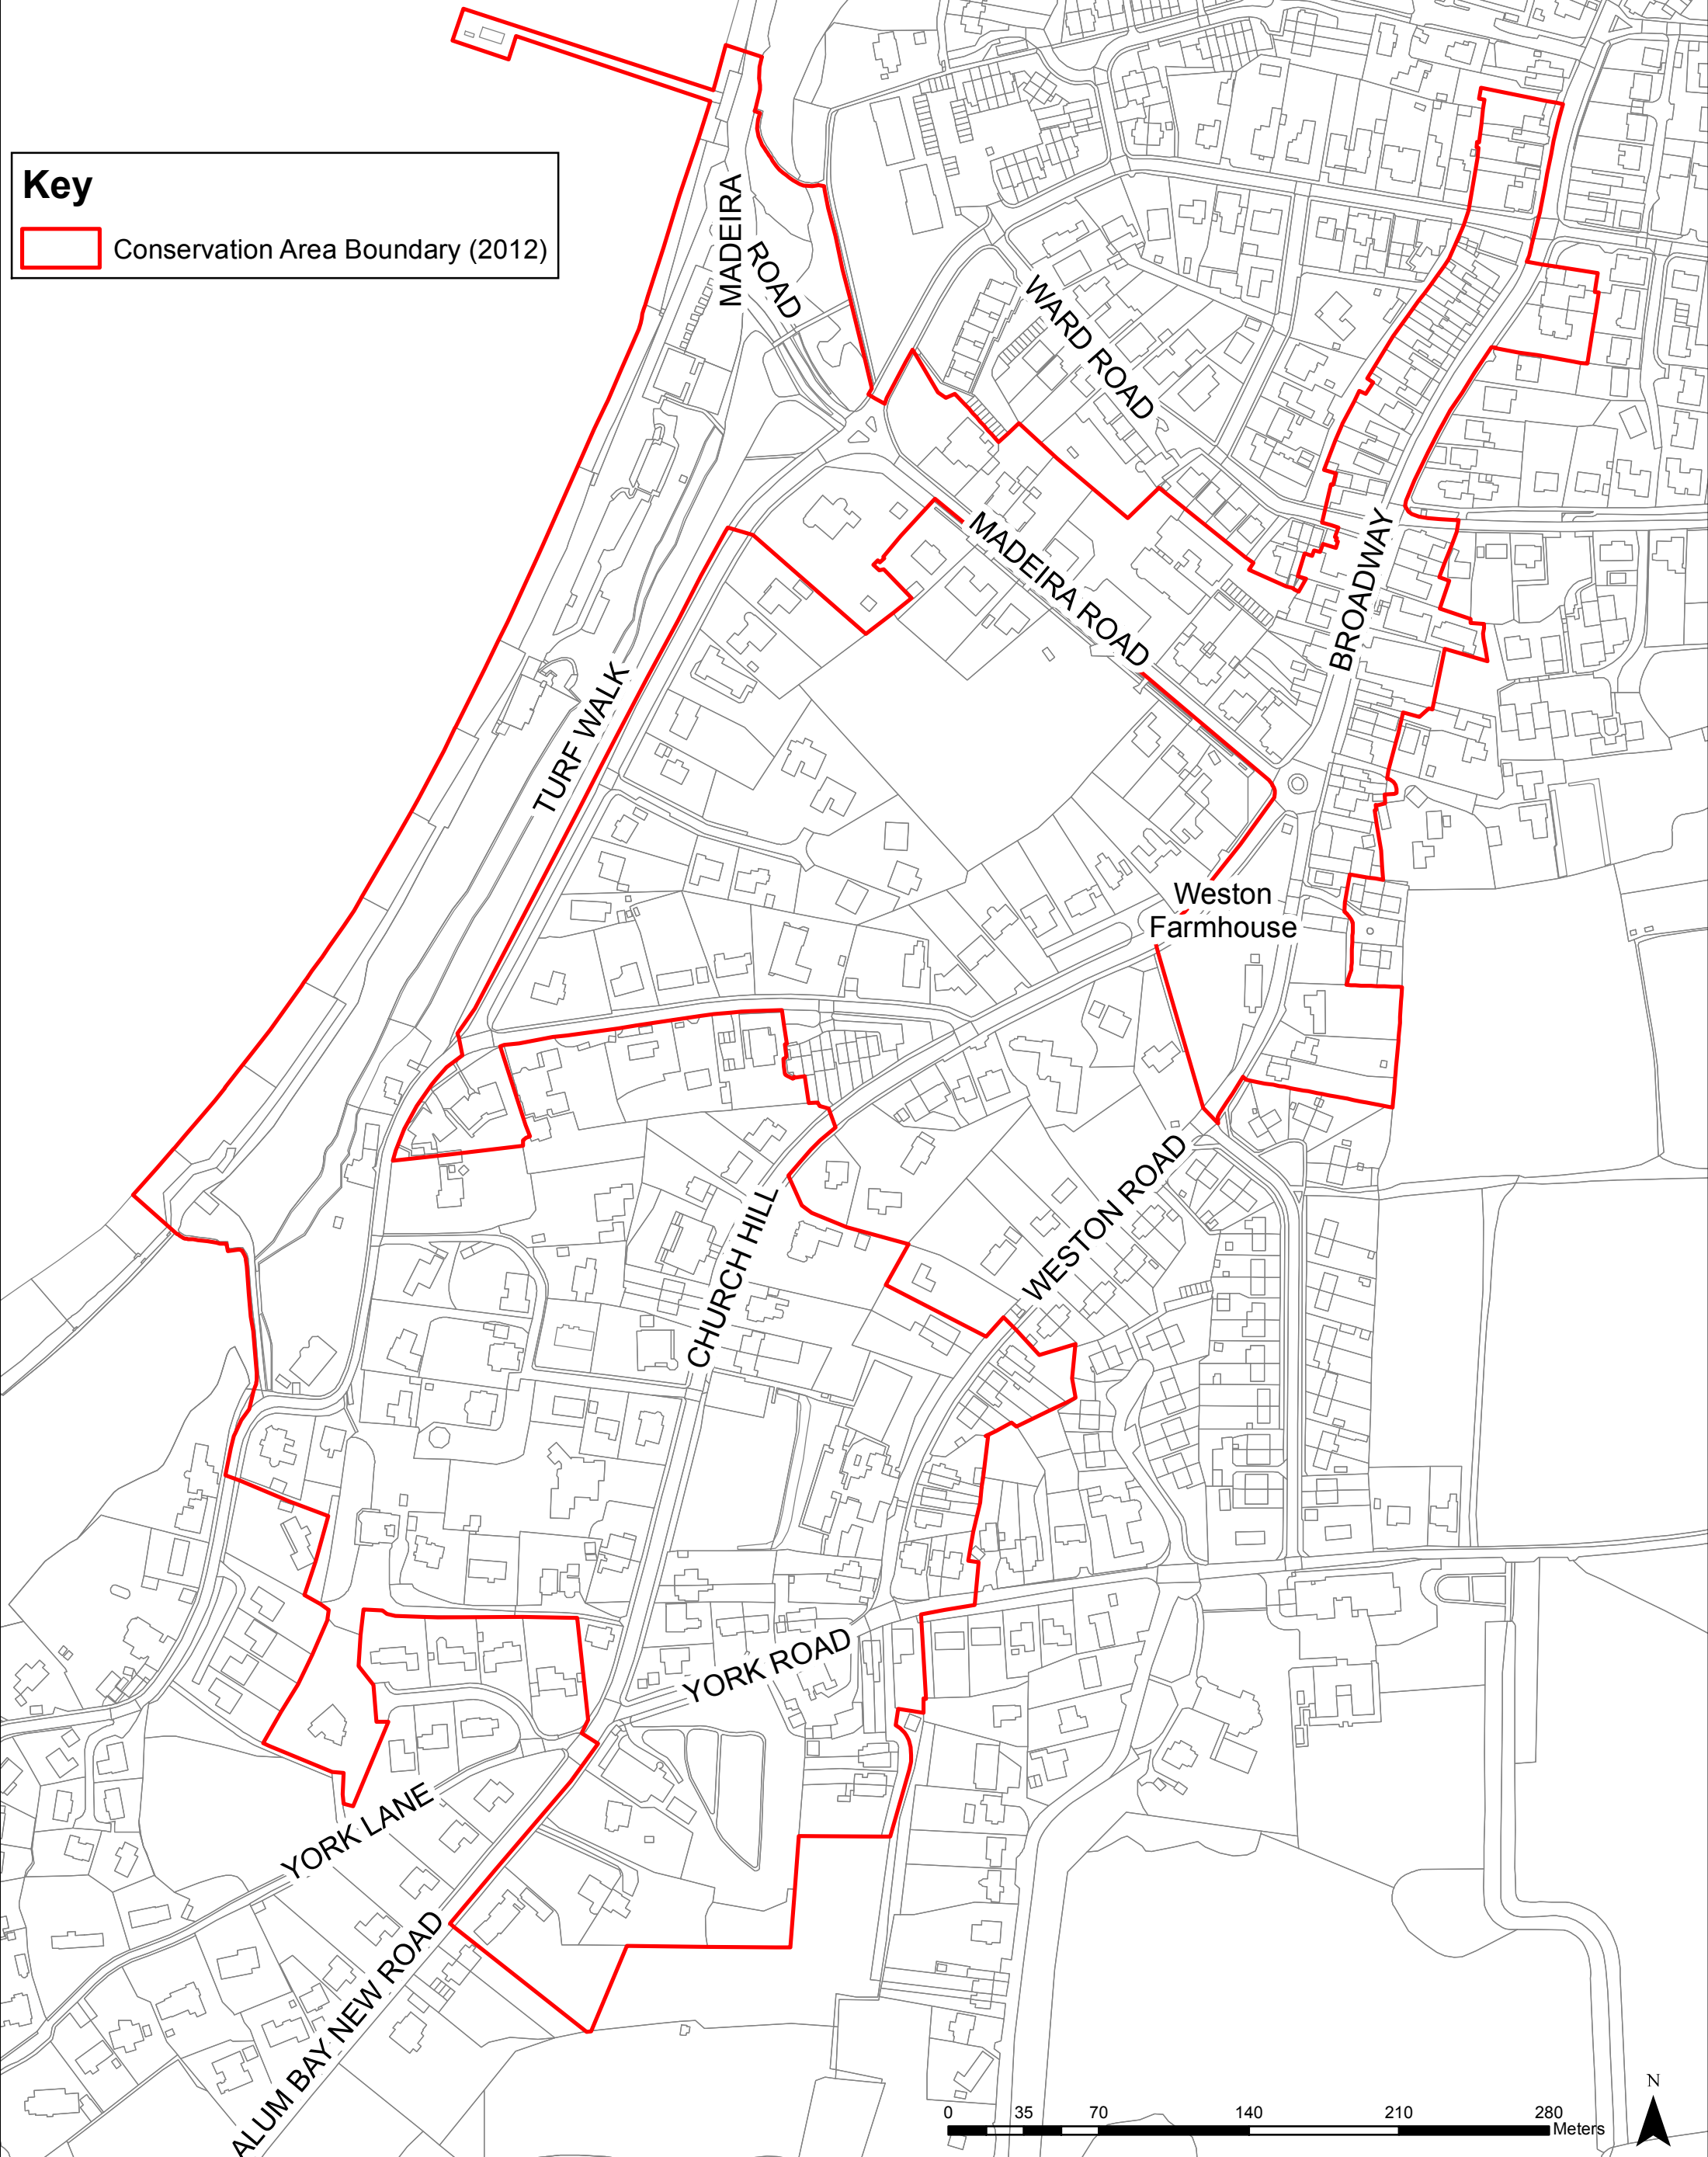 Key
Conservation Area Boundary (2012)
MADEIRA
ROAD
WARD ROAD
MADEIRA ROAD
BROADWAY
TURF WALK
Weston
Farmhouse
WESTON ROAD
CHURCH HILL
YORK ROAD
YORK LANE
ALUM BAY NEW ROAD
N
0 35 70 140 210 280
Meters